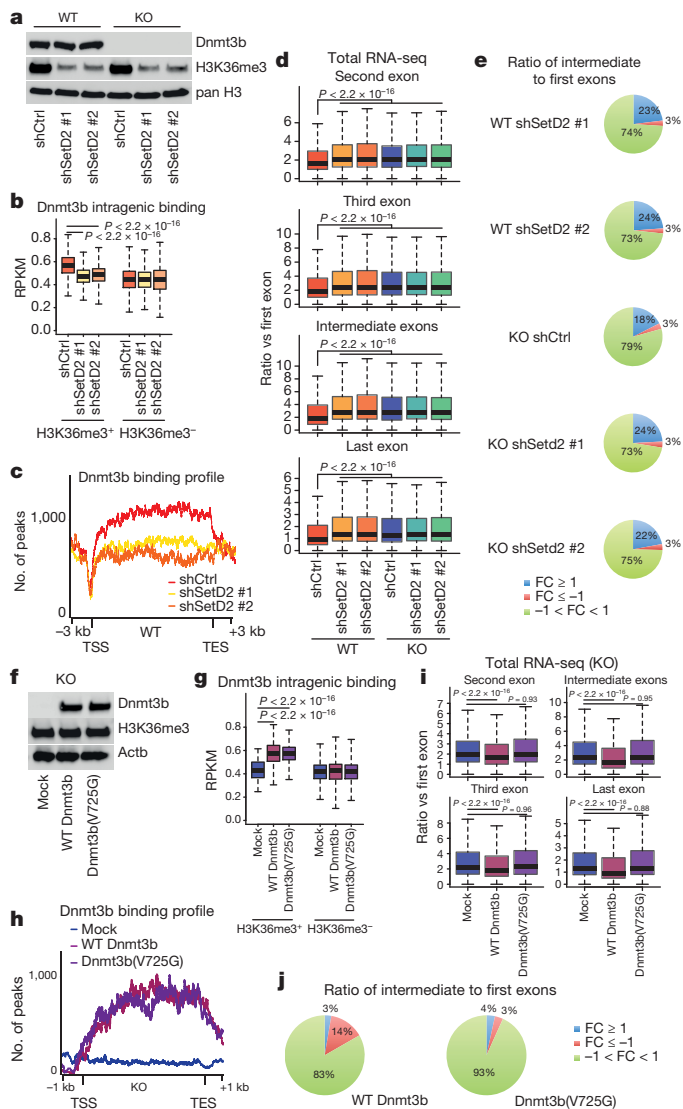 a
WT KO
Dnmt3b
H3K36me3
pan H3
shCtrl
shSetD2 #1
shSetD2 #2
shCtrl
shSetD2 #1
shSetD2 #2
b
Dnmt3b intragenic binding
P < 2.2 × 10⁻¹⁶
P < 2.2 × 10⁻¹⁶
RPKM
0.8
0.6
0.4
0.2
0.0
shCtrl
shSetD2 #1
shSetD2 #2
shCtrl
shSetD2 #1
shSetD2 #2
H3K36me3⁺ H3K36me3⁻
c
Dnmt3b binding profile
No. of peaks
1,000
0
shCtrl
shSetD2 #1
shSetD2 #2
−3 kb WT +3 kb
TSS TES
d
Total RNA-seq
Second exon
P < 2.2 × 10⁻¹⁶
6
4
2
0
Third exon
P < 2.2 × 10⁻¹⁶
10
8
6
4
2
0
Intermediate exons
P < 2.2 × 10⁻¹⁶
10
8
6
4
2
0
Last exon
P < 2.2 × 10⁻¹⁶
6
5
4
3
2
1
0
Ratio vs first exon
shCtrl
shSetD2 #1
shSetD2 #2
shCtrl
shSetD2 #1
shSetD2 #2
WT KO
e
Ratio of intermediate
to first exons
WT shSetD2 #1
23%
3%
74%
WT shSetD2 #2
24%
3%
73%
KO shCtrl
18%
3%
79%
KO shSetd2 #1
24%
3%
73%
KO shSetd2 #2
22%
3%
75%
FC ≥ 1
FC ≤ −1
−1 < FC < 1
f
KO
Dnmt3b
H3K36me3
Actb
Mock
WT Dnmt3b
Dnmt3b(V725G)
g
Dnmt3b intragenic binding
P < 2.2 × 10⁻¹⁶
P < 2.2 × 10⁻¹⁶
RPKM
0.8
0.6
0.4
0.2
0.0
Mock
WT Dnmt3b
Dnmt3b(V725G)
Mock
WT Dnmt3b
Dnmt3b(V725G)
H3K36me3⁺ H3K36me3⁻
h
Dnmt3b binding profile
Mock
WT Dnmt3b
Dnmt3b(V725G)
No. of peaks
1,000
0
−1 kb KO +1 kb
TSS TES
i
Total RNA-seq (KO)
Second exon
P < 2.2 × 10⁻¹⁶
P = 0.93
7
6
5
4
3
2
1
0
Intermediate exons
P < 2.2 × 10⁻¹⁶
P = 0.95
10
8
6
4
2
0
Third exon
P < 2.2 × 10⁻¹⁶
P = 0.96
8
6
4
2
0
Last exon
P < 2.2 × 10⁻¹⁶
P = 0.88
5
4
3
2
1
0
Ratio vs first exon
Mock
WT Dnmt3b
Dnmt3b(V725G)
Mock
WT Dnmt3b
Dnmt3b(V725G)
j
Ratio of intermediate to first exons
3%
14%
83%
WT Dnmt3b
4%
3%
93%
Dnmt3b(V725G)
FC ≥ 1
FC ≤ −1
−1 < FC < 1